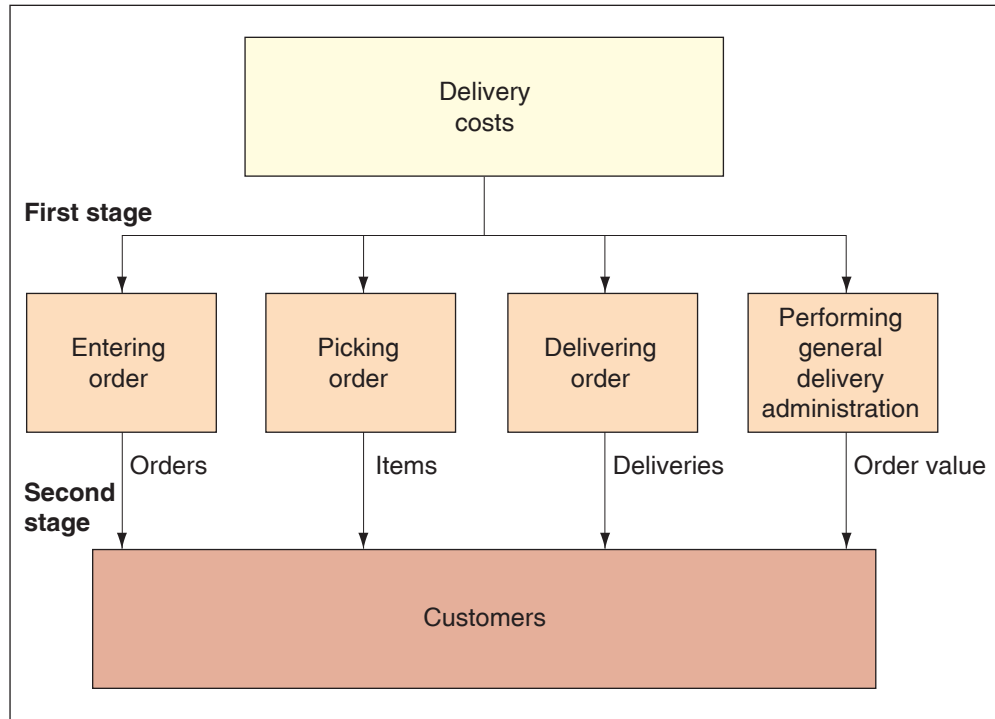 Delivery
costs
First stage
Entering
order
Picking
order
Delivering
order
Performing
general
delivery
administration
Orders
Items
Deliveries
Order value
Second
stage
Customers